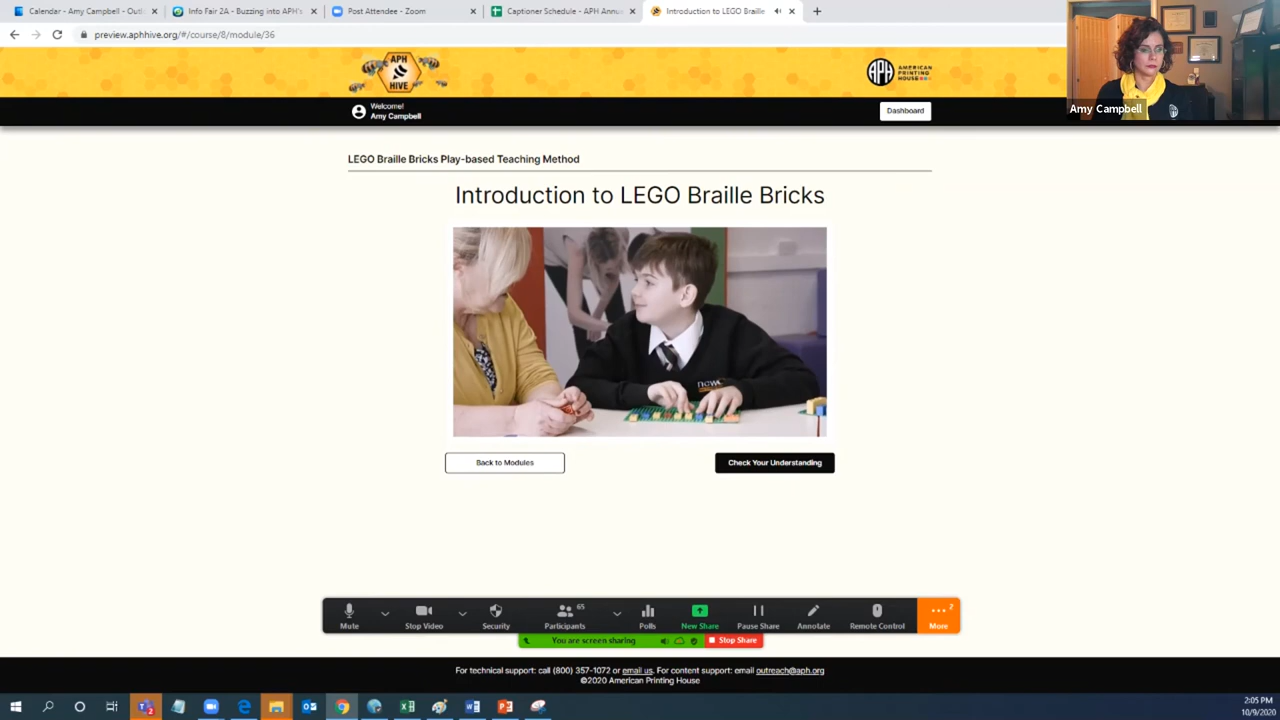 Calendar - Amy Campbell - Outl
Info Fair 2A - Buzzing into APH's
Post Attendee - Zoom
Captioner Schedule - APH Annu
Introduction to LEGO Braille
preview.aphhive.org/#/course/8/module/36
APH
HIVE
APH
AMERICAN
PRINTING
HOUSE
Welcome!
Amy Campbell
Dashboard
Amy Campbell
LEGO Braille Bricks Play-based Teaching Method
Introduction to LEGO Braille Bricks
Back to Modules
Check Your Understanding
65
2
Mute
Stop Video
Security
Participants
Polls
New Share
Pause Share
Annotate
Remote Control
More
You are screen sharing
Stop Share
For technical support: call (800) 357-1072 or email us. For content support: email outreach@aph.org
©2020 American Printing House
2:05 PM
10/9/2020